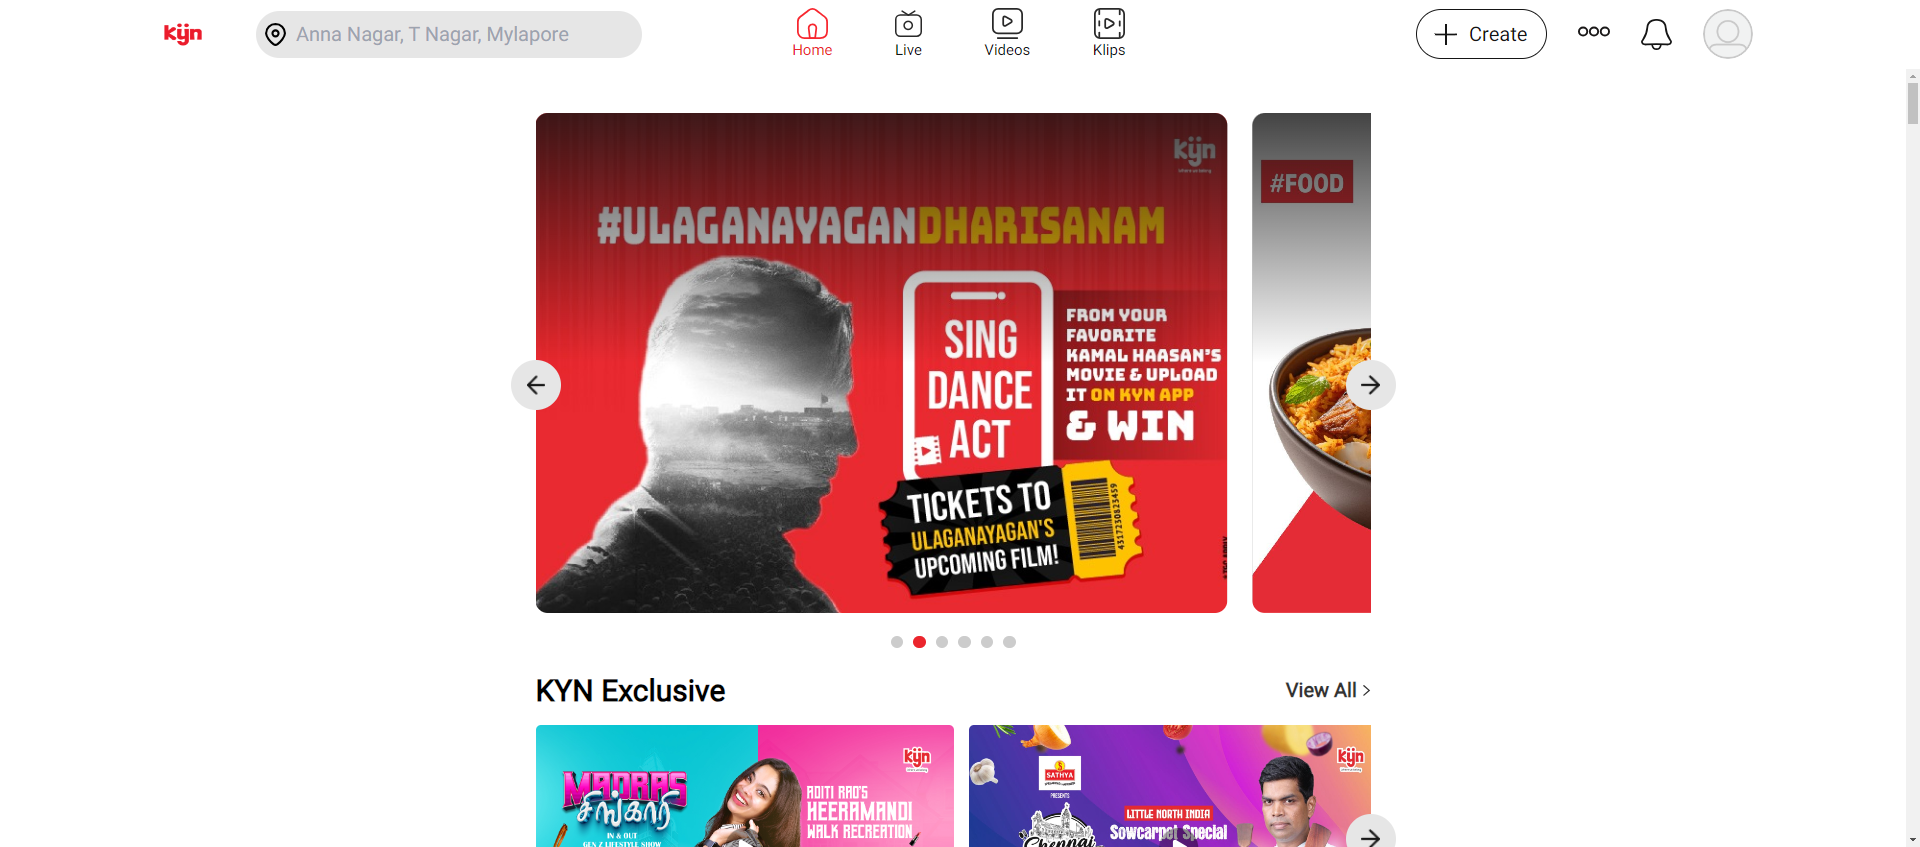 kyn
Anna Nagar, T Nagar, Mylapore
Home
Live
Videos
Klips
Create
kyn
#ULAGANAYAGANDHARISANAM
SING
DANCE
ACT
FROM YOUR
FAVORITE
KAMAL HAASAN'S
MOVIE & UPLOAD
IT ON KYN APP
& WIN
TICKETS TO
ULAGANAYAGAN'S
UPCOMING FILM!
4317230823459
#FOOD
KYN Exclusive
View All >
kyn
MADRAS
சிங்காரி
IN & OUT
GEN Z LIFESTYLE SHOW
ADITI RAO'S
HEERAMANDI
WALK RECREATION
kyn
SATHYA
PRESENTS
Chennai
LITTLE NORTH INDIA
Sowcarpet Special